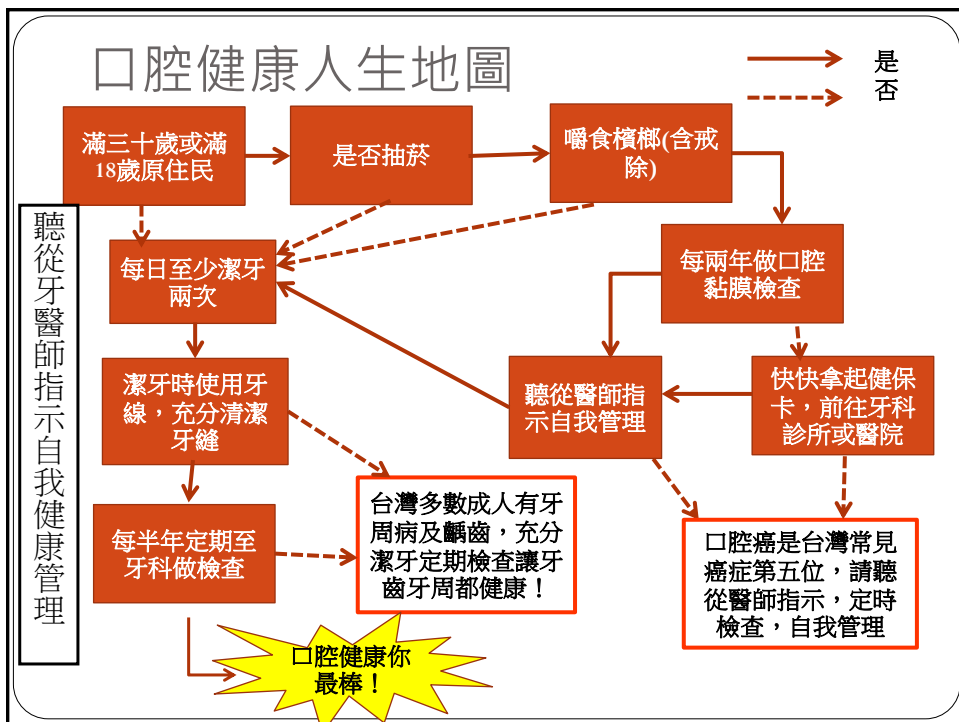 口腔健康人生地圖
是
否
滿三十歲或滿
18歲原住民
是否抽菸
嚼食檳榔(含戒
除)
聽從牙醫師指示自我健康管理
每日至少潔牙
兩次
每兩年做口腔
黏膜檢查
潔牙時使用牙
線，充分清潔
牙縫
聽從醫師指
示自我管理
快快拿起健保
卡，前往牙科
診所或醫院
每半年定期至
牙科做檢查
台灣多數成人有牙
周病及齲齒，充分
潔牙定期檢查讓牙
齒牙周都健康！
口腔癌是台灣常見
癌症第五位，請聽
從醫師指示，定時
檢查，自我管理
口腔健康你
最棒！